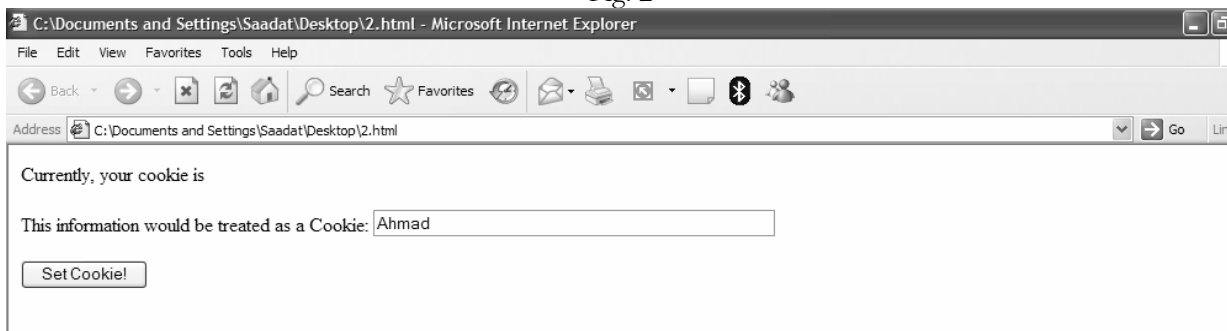 Fig. 2
C:\Documents and Settings\Saadat\Desktop\2.html - Microsoft Internet Explorer
File Edit View Favorites Tools Help
Back Search Favorites
Address C:\Documents and Settings\Saadat\Desktop\2.html Go
Currently, your cookie is
This information would be treated as a Cookie: Ahmad
Set Cookie!